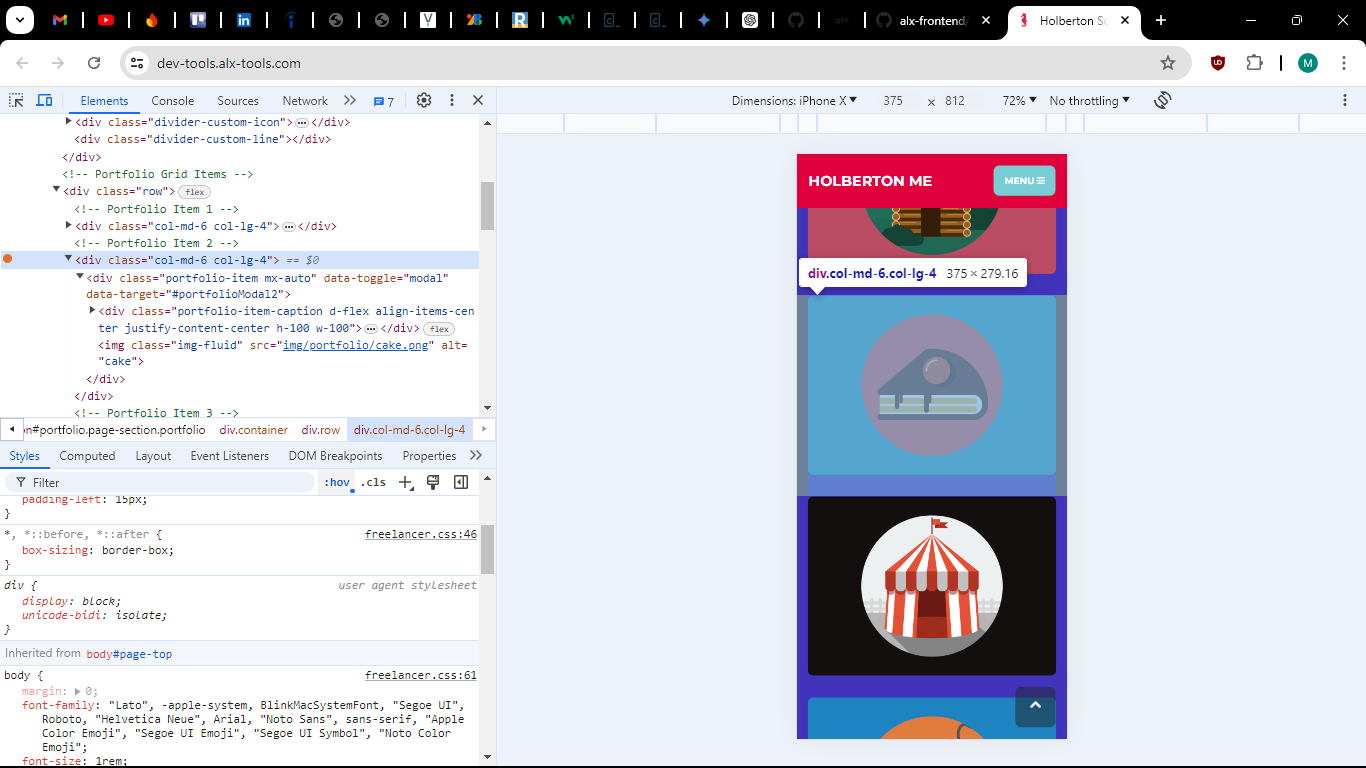 alx-frontend/
Holberton Sc
dev-tools.alx-tools.com
M
Elements
Console
Sources
Network
7
Dimensions: iPhone X
375
×
812
72%
No throttling
<div class="divider-custom-icon"> … </div>
<div class="divider-custom-line"></div>
</div>
<!-- Portfolio Grid Items -->
<div class="row"> flex
<!-- Portfolio Item 1 -->
<div class="col-md-6 col-lg-4"> … </div>
<!-- Portfolio Item 2 -->
<div class="col-md-6 col-lg-4"> == $0
<div class="portfolio-item mx-auto" data-toggle="modal"
data-target="#portfolioModal2">
<div class="portfolio-item-caption d-flex align-items-cen
ter justify-content-center h-100 w-100"> … </div> flex
<img class="img-fluid" src="img/portfolio/cake.png" alt=
"cake">
</div>
</div>
<!-- Portfolio Item 3 -->
n#portfolio.page-section.portfolio
div.container
div.row
div.col-md-6.col-lg-4
Styles
Computed
Layout
Event Listeners
DOM Breakpoints
Properties
Filter
:hov
.cls
padding-left: 15px;
}
*, *::before, *::after {
freelancer.css:46
box-sizing: border-box;
}
div {
user agent stylesheet
display: block;
unicode-bidi: isolate;
}
Inherited from body#page-top
body {
freelancer.css:61
margin: 0;
font-family: "Lato", -apple-system, BlinkMacSystemFont, "Segoe UI",
Roboto, "Helvetica Neue", Arial, "Noto Sans", sans-serif, "Apple
Color Emoji", "Segoe UI Emoji", "Segoe UI Symbol", "Noto Color
Emoji";
font-size: 1rem;
HOLBERTON ME
MENU
div.col-md-6.col-lg-4
375 × 279.16